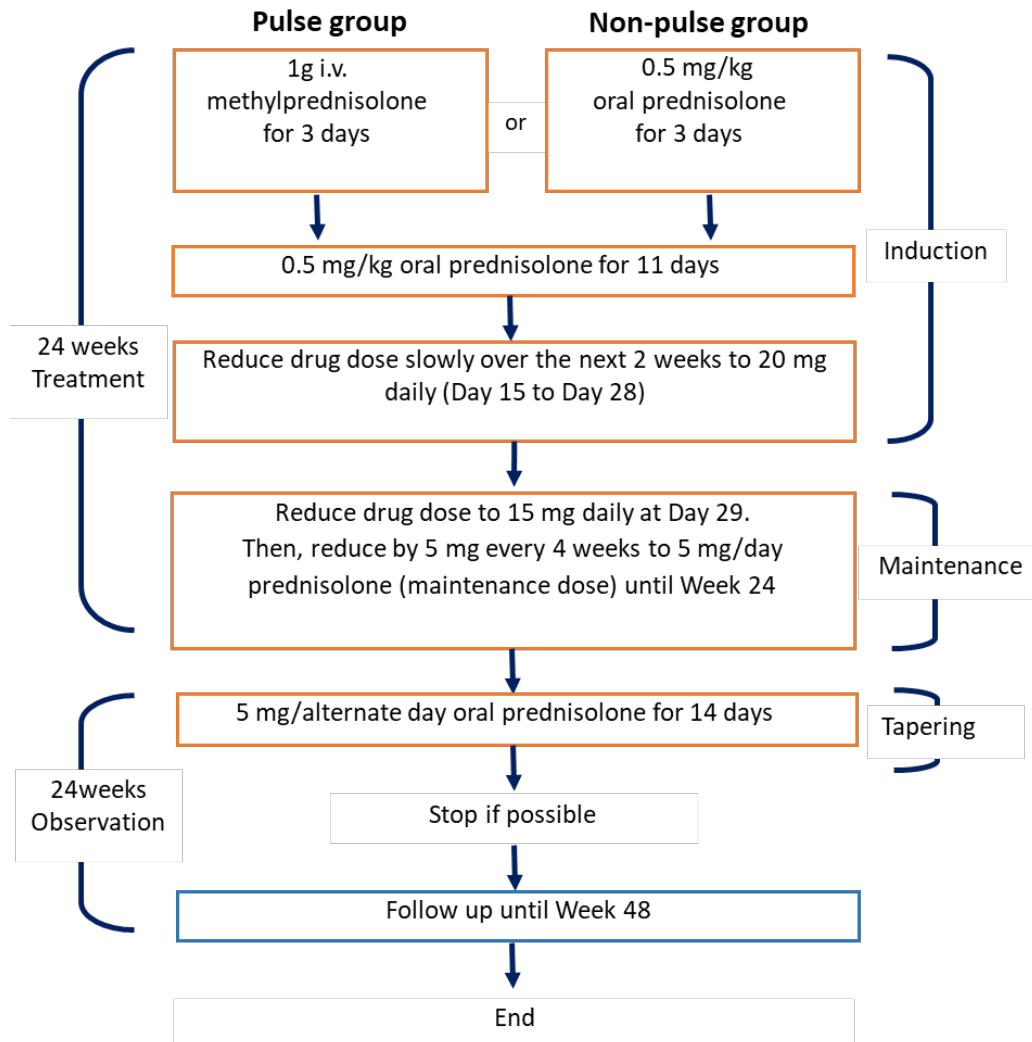 Pulse group
Non-pulse group
1g i.v.
methylprednisolone
for 3 days
or
0.5 mg/kg
oral prednisolone
for 3 days
0.5 mg/kg oral prednisolone for 11 days
Induction
24 weeks
Treatment
Reduce drug dose slowly over the next 2 weeks to 20 mg
daily (Day 15 to Day 28)
Reduce drug dose to 15 mg daily at Day 29.
Then, reduce by 5 mg every 4 weeks to 5 mg/day
prednisolone (maintenance dose) until Week 24
Maintenance
5 mg/alternate day oral prednisolone for 14 days
Tapering
24weeks
Observation
Stop if possible
Follow up until Week 48
End